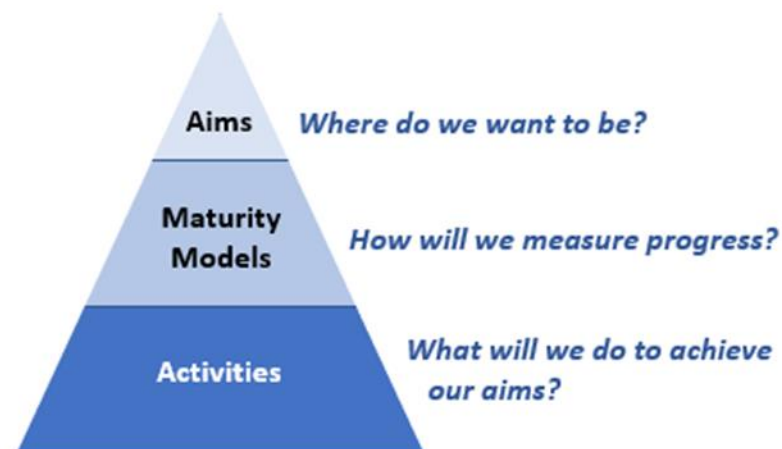 Aims
Where do we want to be?
Maturity
Models
How will we measure progress?
Activities
What will we do to achieve
our aims?